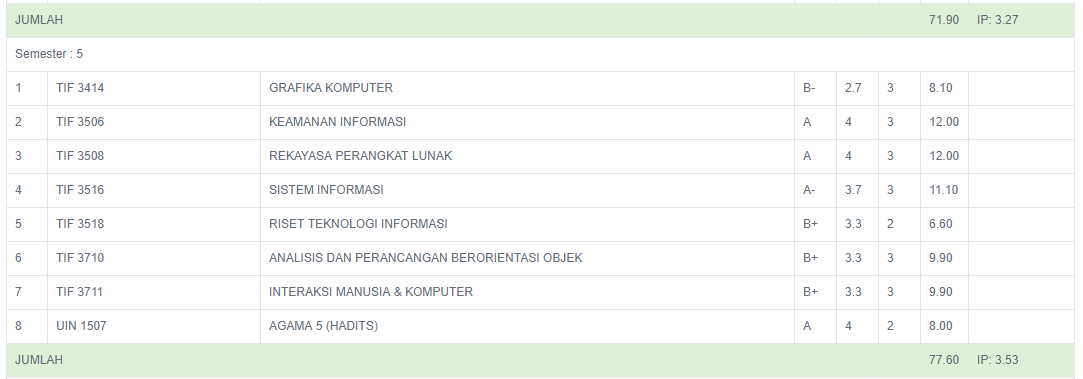 JUMLAH 71.90 IP: 3.27
Semester : 5
1 TIF 3414 GRAFIKA KOMPUTER B- 2.7 3 8.10
2 TIF 3506 KEAMANAN INFORMASI A 4 3 12.00
3 TIF 3508 REKAYASA PERANGKAT LUNAK A 4 3 12.00
4 TIF 3516 SISTEM INFORMASI A- 3.7 3 11.10
5 TIF 3518 RISET TEKNOLOGI INFORMASI B+ 3.3 2 6.60
6 TIF 3710 ANALISIS DAN PERANCANGAN BERORIENTASI OBJEK B+ 3.3 3 9.90
7 TIF 3711 INTERAKSI MANUSIA & KOMPUTER B+ 3.3 3 9.90
8 UIN 1507 AGAMA 5 (HADITS) A 4 2 8.00
JUMLAH 77.60 IP: 3.53